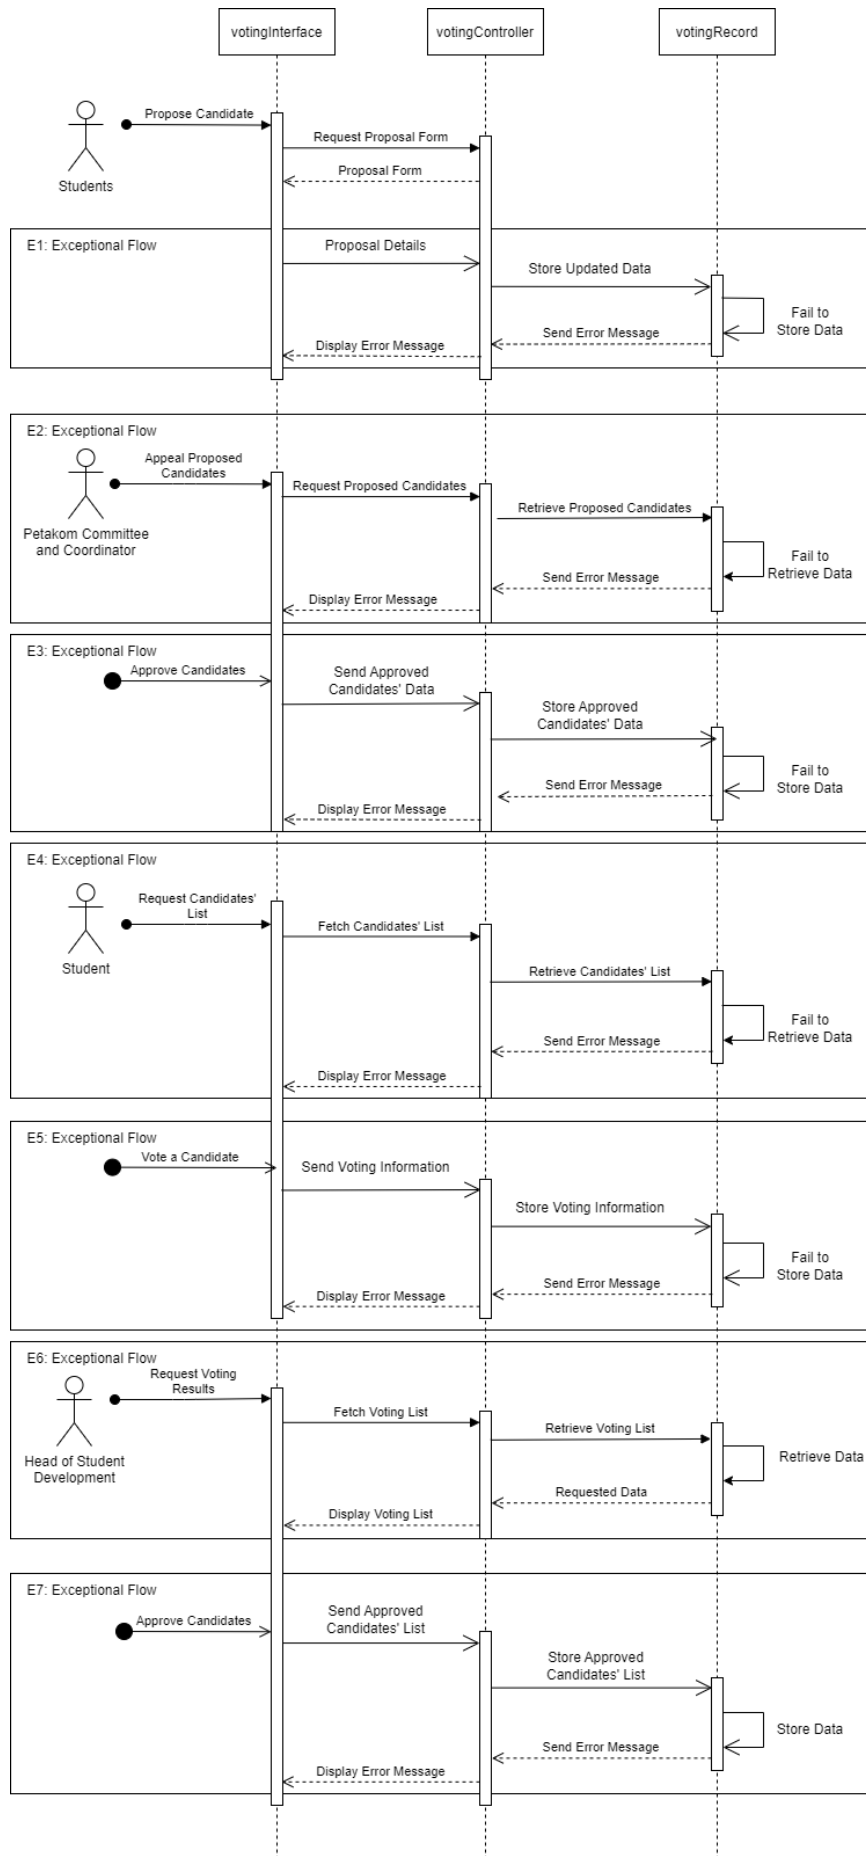 votingInterface
votingController
votingRecord
Propose Candidate
Request Proposal Form
Proposal Form
Students
E1: Exceptional Flow
Proposal Details
Store Updated Data
Fail to
Store Data
Send Error Message
Display Error Message
E2: Exceptional Flow
Appeal Proposed
Candidates
Request Proposed Candidates
Retrieve Proposed Candidates
Petakom Committee
and Coordinator
Fail to
Retrieve Data
Send Error Message
Display Error Message
E3: Exceptional Flow
Approve Candidates
Send Approved
Candidates' Data
Store Approved
Candidates' Data
Fail to
Store Data
Send Error Message
Display Error Message
E4: Exceptional Flow
Request Candidates'
List
Fetch Candidates' List
Student
Retrieve Candidates' List
Fail to
Retrieve Data
Send Error Message
Display Error Message
E5: Exceptional Flow
Vote a Candidate
Send Voting Information
Store Voting Information
Fail to
Store Data
Send Error Message
Display Error Message
E6: Exceptional Flow
Request Voting
Results
Fetch Voting List
Retrieve Voting List
Head of Student
Development
Retrieve Data
Requested Data
Display Voting List
E7: Exceptional Flow
Approve Candidates
Send Approved
Candidates' List
Store Approved
Candidates' List
Store Data
Send Error Message
Display Error Message